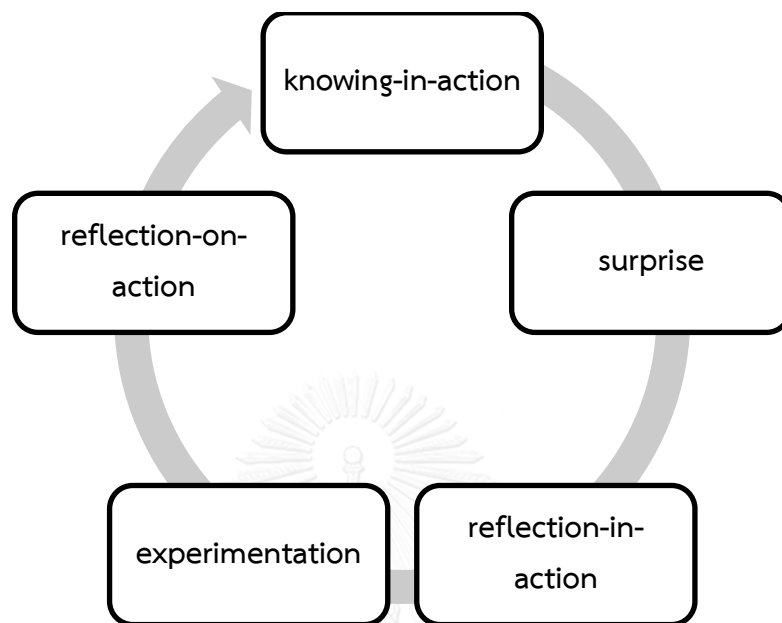 knowing-in-action
surprise
reflection-in-
action
experimentation
reflection-on-
action